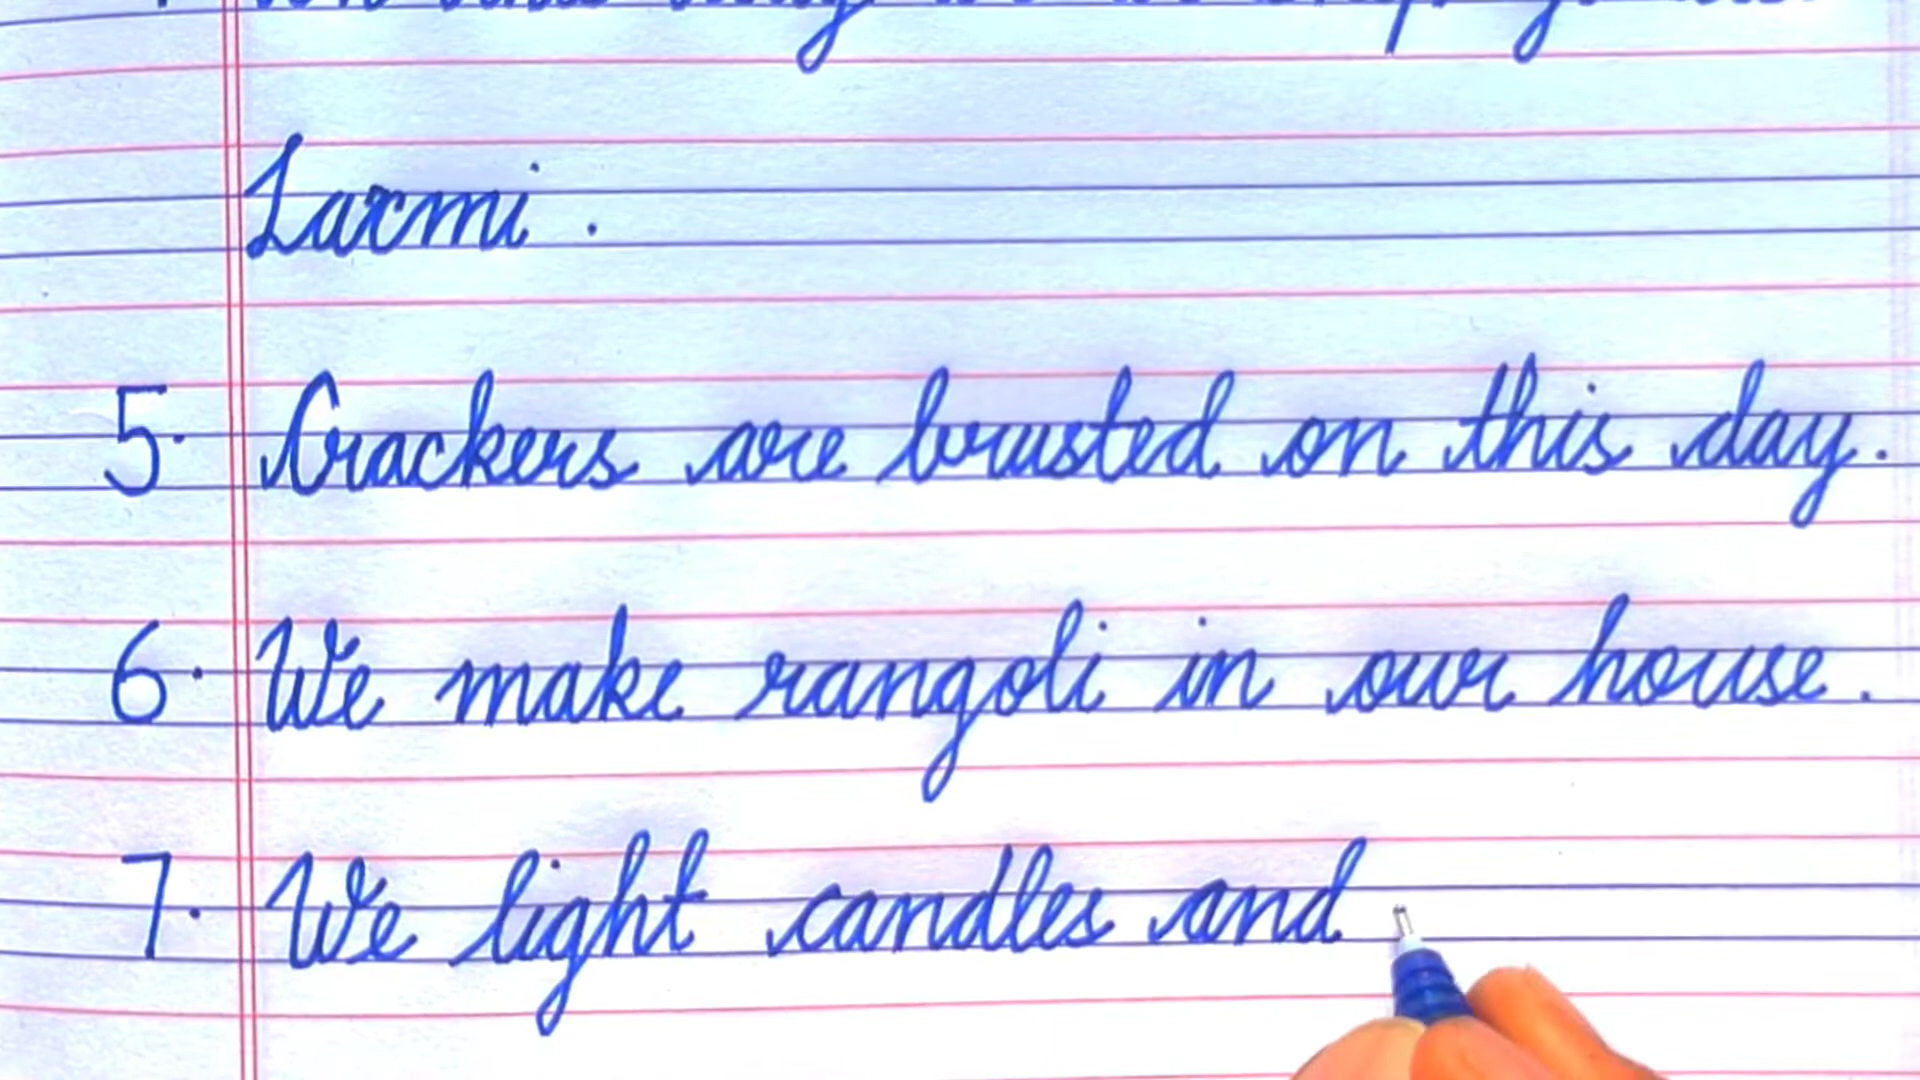 Laxmi .
5. Crackers are brusted on this day.
6. We make rangoli in our house.
7. We light candles and